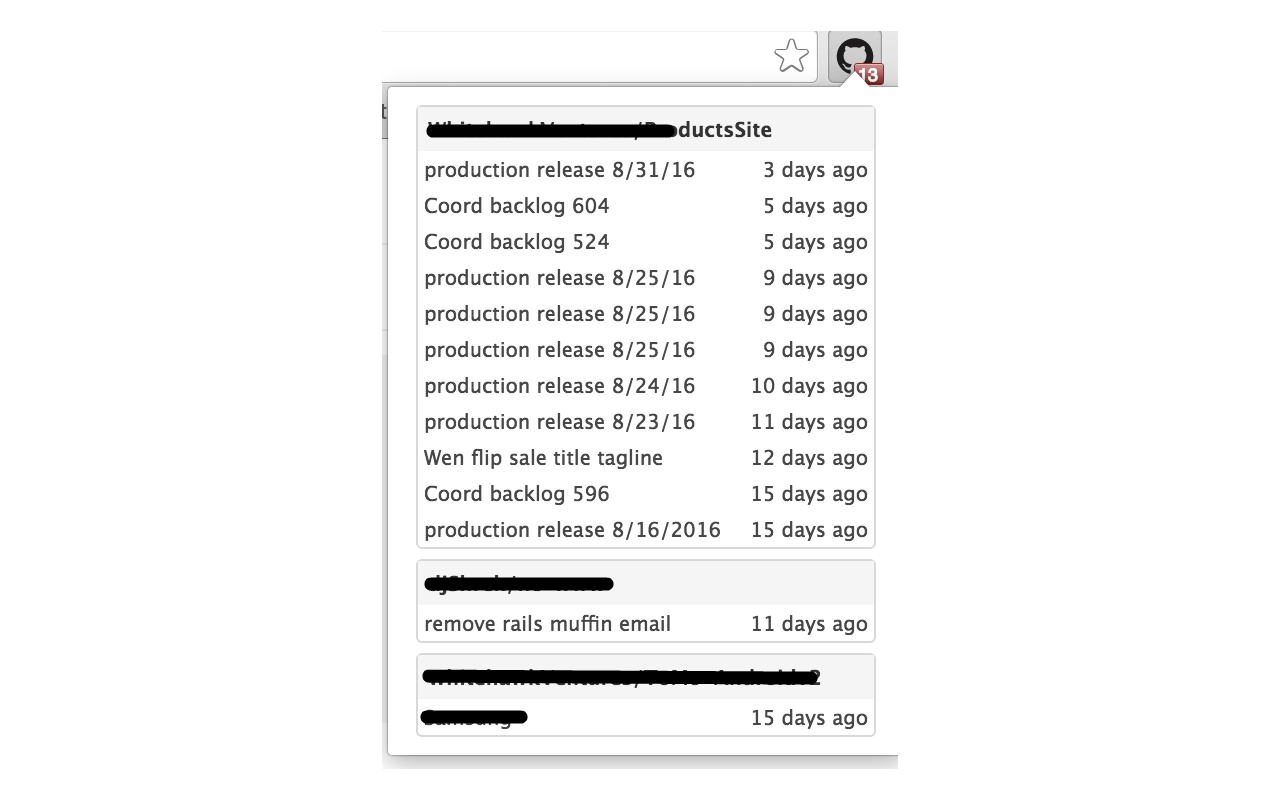 13
t
ductsSite
production release 8/31/16 3 days ago
Coord backlog 604 5 days ago
Coord backlog 524 5 days ago
production release 8/25/16 9 days ago
production release 8/25/16 9 days ago
production release 8/25/16 9 days ago
production release 8/24/16 10 days ago
production release 8/23/16 11 days ago
Wen flip sale title tagline 12 days ago
Coord backlog 596 15 days ago
production release 8/16/2016 15 days ago
remove rails muffin email 11 days ago
15 days ago